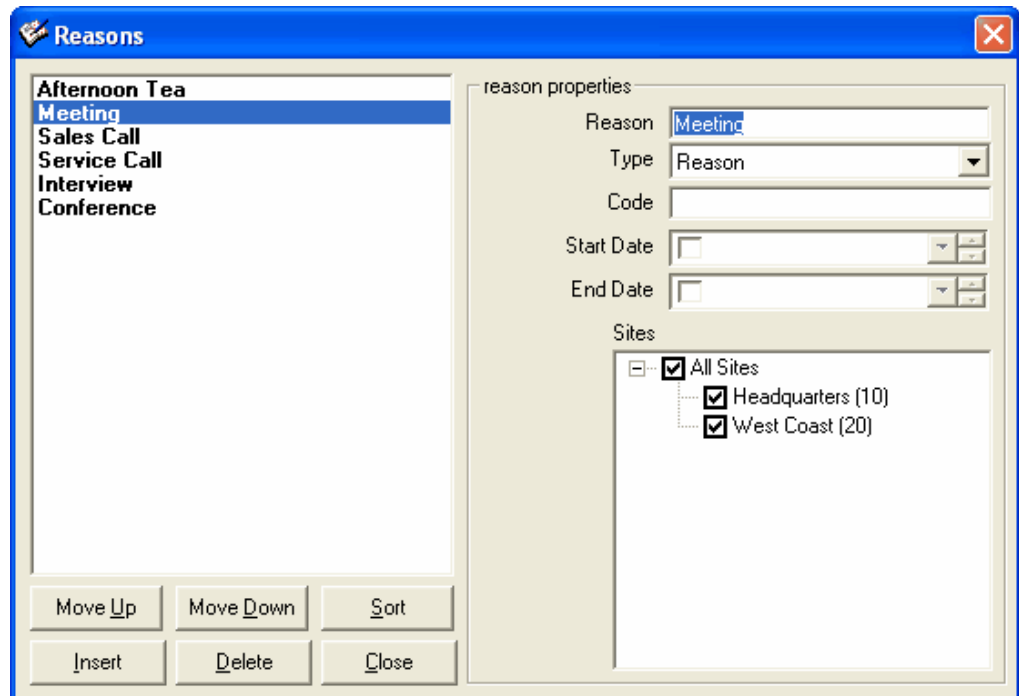 Reasons
Afternoon Tea
Meeting
Sales Call
Service Call
Interview
Conference
Move Up
Move Down
Sort
Insert
Delete
Close
reason properties
Reason Meeting
Type Reason
Code
Start Date
End Date
Sites
All Sites
Headquarters (10)
West Coast (20)